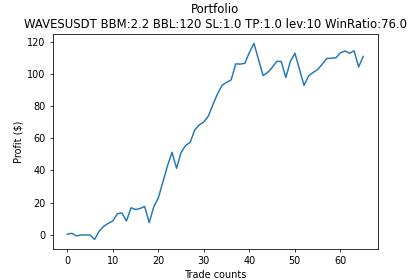 Portfolio
WAVESUSDT BBM:2.2 BBL:120 SL:1.0 TP:1.0 lev:10 WinRatio:76.0
120
100
80
60
40
20
0
Profit ($)
0 10 20 30 40 50 60
Trade counts